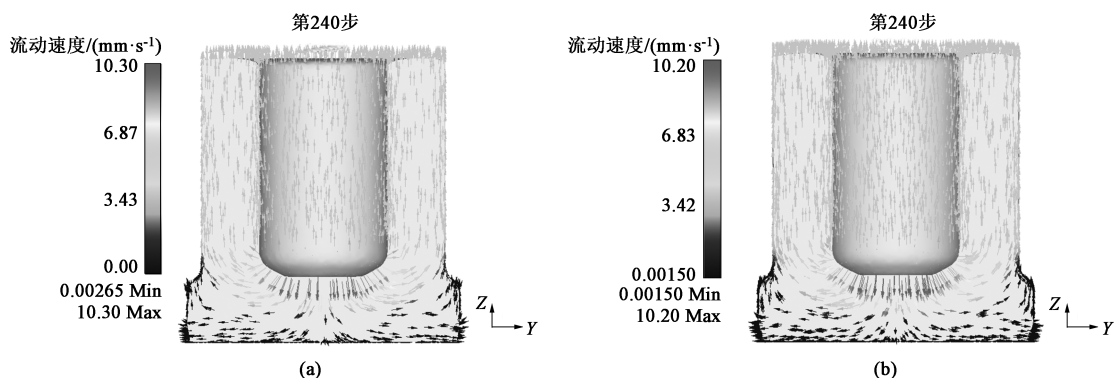 第240步
流动速度/(mm·s⁻¹)
10.30
6.87
3.43
0.00
0.00265 Min
10.30 Max
Z
Y
(a)
第240步
流动速度/(mm·s⁻¹)
10.20
6.83
3.42
0.00150
0.00150 Min
10.20 Max
Z
Y
(b)